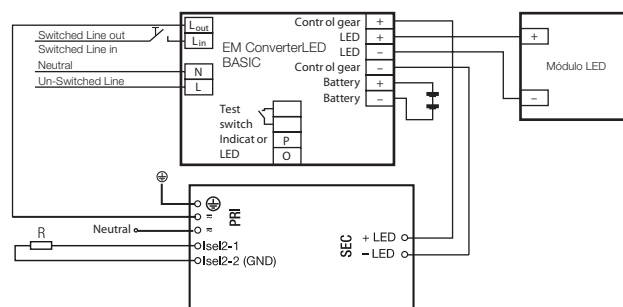 Switched Line out
Switched Line in
Neutral
Un-Switched Line
Lout
Lin
N
L
EM ConverterLED
BASIC
Test
switch
Indicator
LED
P
O
Control gear +
LED +
LED −
Control gear −
Battery +
Battery −
+
Módulo LED
−
Neutral
R
≈
≈
Isel2-1
Isel2-2 (GND)
PRI
SEC
+ LED
− LED